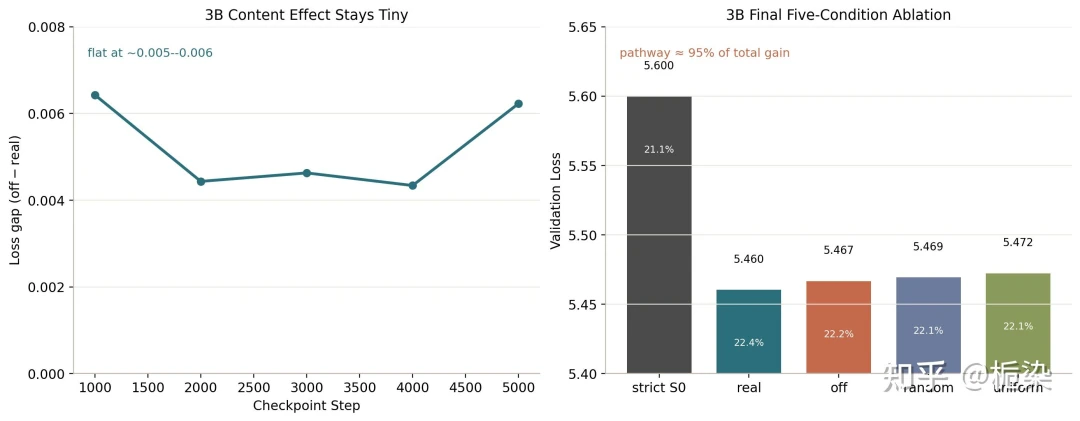 3B Content Effect Stays Tiny
flat at ~0.005--0.006
0.008
0.006
0.004
0.002
0.000
Loss gap (off − real)
1000 1500 2000 2500 3000 3500 4000 4500 5000
Checkpoint Step
3B Final Five-Condition Ablation
pathway ≈ 95% of total gain
5.65
5.60
5.55
5.50
5.45
5.40
Validation Loss
5.600
5.460
5.467
5.469
5.472
21.1%
22.4%
22.2%
22.1%
22.1%
strict S0 real off random uniform
知乎 @栀染